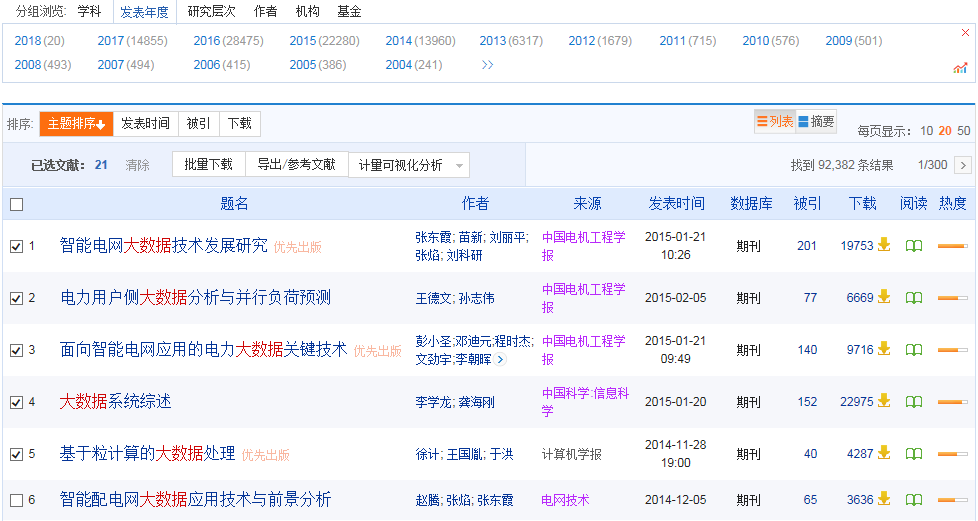 分组浏览: 学科 发表年度 研究层次 作者 机构 基金
2018(20) 2017(14855) 2016(28475) 2015(22280) 2014(13960) 2013(6317) 2012(1679) 2011(715) 2010(576) 2009(501)
2008(493) 2007(494) 2006(415) 2005(386) 2004(241) >>
排序: 主题排序↓ 发表时间 被引 下载 列表 摘要 每页显示: 10 20 50
已选文献: 21 清除 批量下载 导出/参考文献 计量可视化分析 找到 92,382 条结果 1/300 >
题名 作者 来源 发表时间 数据库 被引 下载 阅读 热度
1 智能电网大数据技术发展研究 优先出版 张东霞; 苗新; 刘丽平; 中国电机工程学 2015-01-21 期刊 201 19753
张焰; 刘科研 报 10:26
2 电力用户侧大数据分析与并行负荷预测 王德文; 孙志伟 中国电机工程学 2015-02-05 期刊 77 6669
报
3 面向智能电网应用的电力大数据关键技术 优先出版 彭小圣;邓迪元;程时杰; 中国电机工程学 2015-01-21 期刊 140 9716
文劲宇;李朝晖 > 报 09:49
4 大数据系统综述 李学龙; 龚海刚 中国科学:信息科 2015-01-20 期刊 152 22975
学
5 基于粒计算的大数据处理 优先出版 徐计; 王国胤; 于洪 计算机学报 2014-11-28 期刊 40 4287
19:00
6 智能配电网大数据应用技术与前景分析 赵腾; 张焰; 张东霞 电网技术 2014-12-05 期刊 65 3636